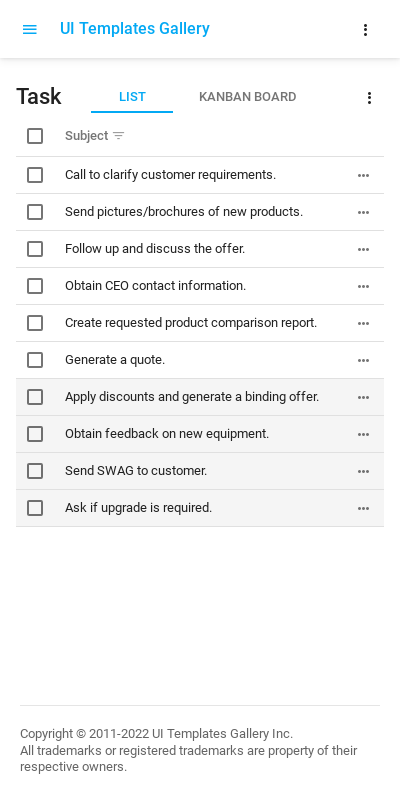 UI Templates Gallery
Task
LIST
KANBAN BOARD
Subject
Call to clarify customer requirements.
Send pictures/brochures of new products.
Follow up and discuss the offer.
Obtain CEO contact information.
Create requested product comparison report.
Generate a quote.
Apply discounts and generate a binding offer.
Obtain feedback on new equipment.
Send SWAG to customer.
Ask if upgrade is required.
Copyright © 2011-2022 UI Templates Gallery Inc.
All trademarks or registered trademarks are property of their
respective owners.